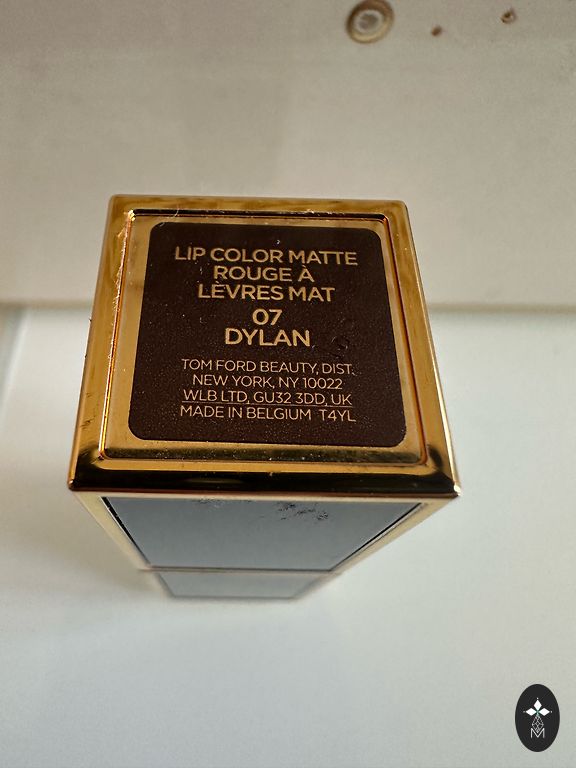 LIP COLOR MATTE
ROUGE À
LÈVRES MAT
07
DYLAN
TOM FORD BEAUTY, DIST.
NEW YORK, NY 10022
WLB LTD, GU32 3DD, UK
MADE IN BELGIUM T4YL
M